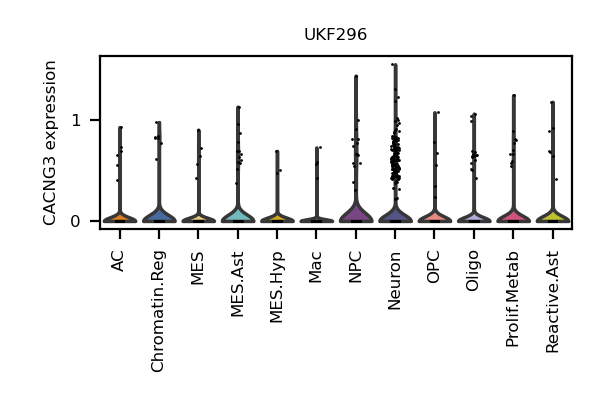 UKF296
CACNG3 expression
1
0
AC
Chromatin.Reg
MES
MES.Ast
MES.Hyp
Mac
NPC
Neuron
OPC
Oligo
Prolif.Metab
Reactive.Ast